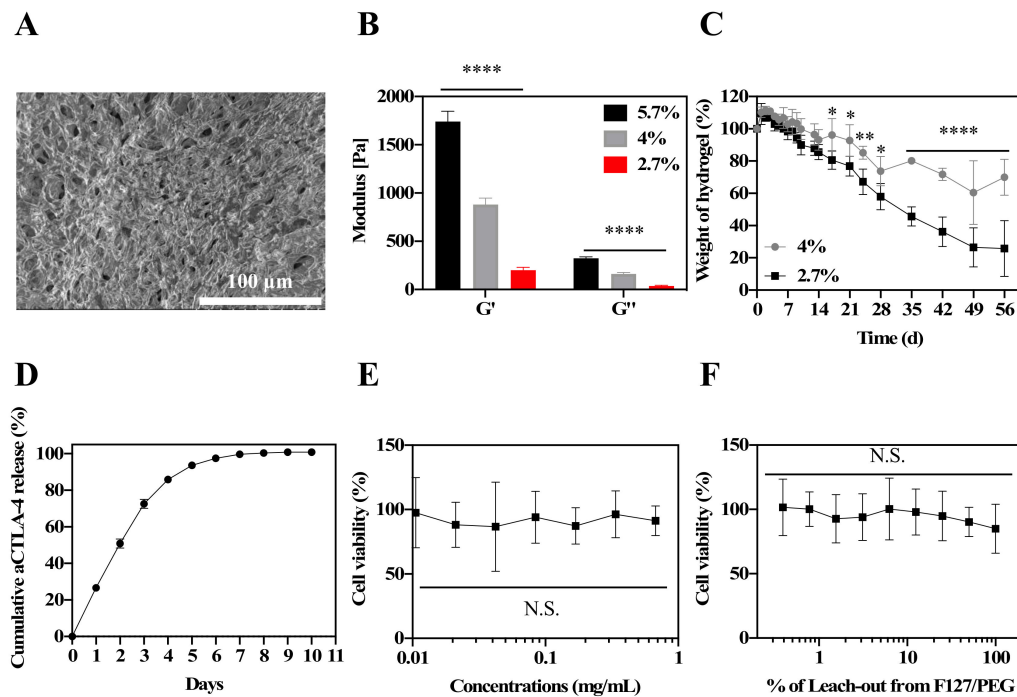 A
100 µm
B
****
2000
1500
1000
500
0
Modulus [Pa]
5.7%
4%
2.7%
****
G'
G''
C
120
100
80
60
40
20
0
Weight of hydrogel (%)
*
*
**
*
****
4%
2.7%
0 7 14 21 28 35 42 49 56
Time (d)
D
100
80
60
40
20
0
Cumulative aCTLA-4 release (%)
0 1 2 3 4 5 6 7 8 9 10 11
Days
E
150
100
50
0
Cell viability (%)
N.S.
0.01 0.1 1
Concentrations (mg/mL)
F
150
100
50
0
Cell viability (%)
N.S.
1 10 100
% of Leach-out from F127/PEG